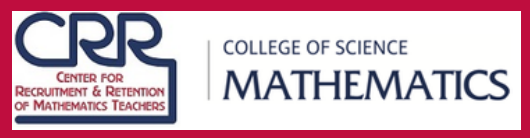 CRR
CENTER FOR
RECRUITMENT & RETENTION
OF MATHEMATICS TEACHERS
COLLEGE OF SCIENCE
MATHEMATICS